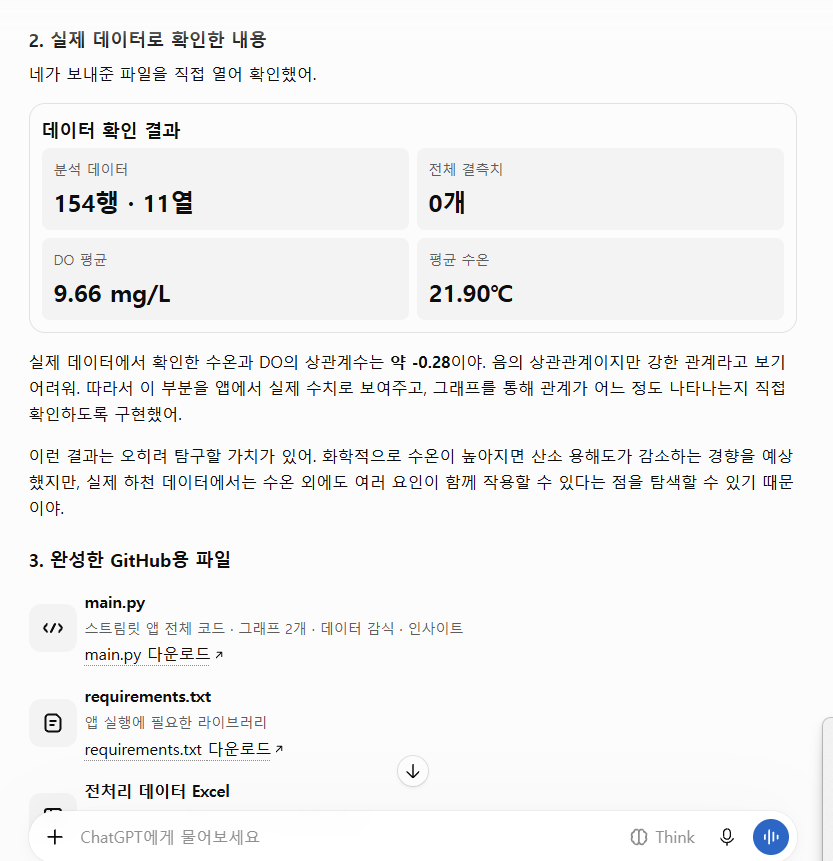 2. 실제 데이터로 확인한 내용
네가 보내준 파일을 직접 열어 확인했어.
데이터 확인 결과
분석 데이터
154행 · 11열
전체 결측치
0개
DO 평균
9.66 mg/L
평균 수온
21.90℃
실제 데이터에서 확인한 수온과 DO의 상관계수는 약 -0.28이야. 음의 상관관계이지만 강한 관계라고 보기
어려워. 따라서 이 부분을 앱에서 실제 수치로 보여주고, 그래프를 통해 관계가 어느 정도 나타나는지 직접
확인하도록 구현했어.
이런 결과는 오히려 탐구할 가치가 있어. 화학적으로 수온이 높아지면 산소 용해도가 감소하는 경향을 예상
했지만, 실제 하천 데이터에서는 수온 외에도 여러 요인이 함께 작용할 수 있다는 점을 탐색할 수 있기 때문
이야.
3. 완성한 GitHub용 파일
main.py
스트림릿 앱 전체 코드 · 그래프 2개 · 데이터 감식 · 인사이트
main.py 다운로드↗
requirements.txt
앱 실행에 필요한 라이브러리
requirements.txt 다운로드↗
전처리 데이터 Excel
ChatGPT에게 물어보세요
Think